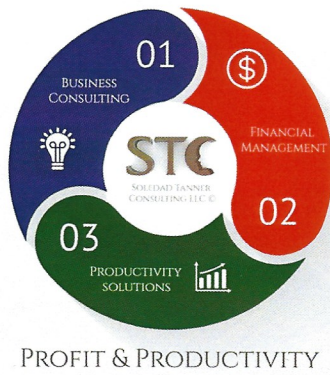 01
BUSINESS
CONSULTING
$
FINANCIAL
MANAGEMENT
02
STC
SOLEDAD TANNER
CONSULTING LLC ©
03
PRODUCTIVITY
SOLUTIONS
PROFIT & PRODUCTIVITY